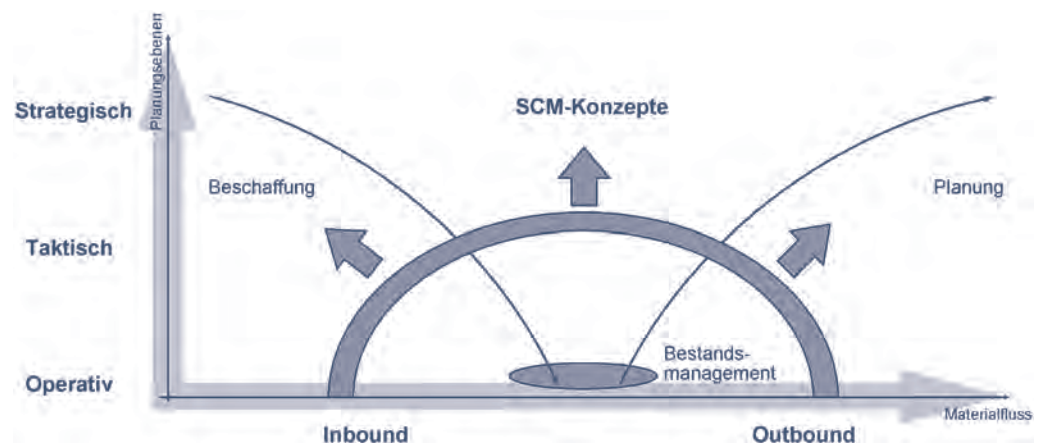 Planungsebenen
Strategisch
SCM-Konzepte
Beschaffung
Planung
Taktisch
Bestands-
management
Operativ
Materialfluss
Inbound
Outbound